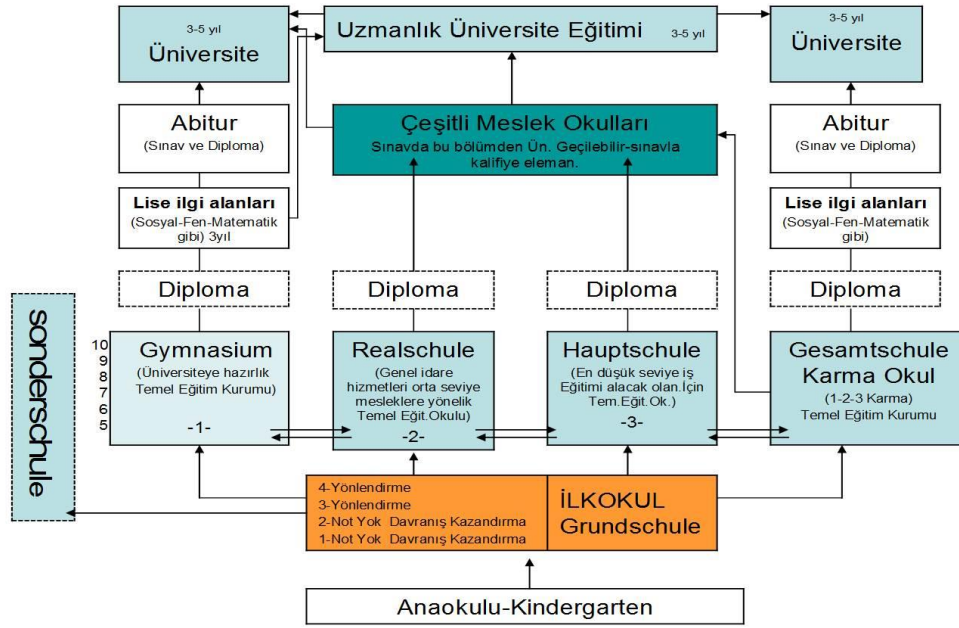 3-5 yıl
Üniversite
Uzmanlık Üniversite Eğitimi 3-5 yıl
3-5 yıl
Üniversite
Abitur
(Sınav ve Diploma)
Çeşitli Meslek Okulları
Sınavda bu bölümden Ün. Geçilebilir-sınavla
kalifiye eleman.
Abitur
(Sınav ve Diploma)
Lise ilgi alanları
(Sosyal-Fen-Matematik
gibi) 3yıl
Lise ilgi alanları
(Sosyal-Fen-Matematik
gibi)
Diploma
Diploma
Diploma
Diploma
sonderschule
10
9
8
7
6
5
Gymnasium
(Üniversiteye hazırlık
Temel Eğitim Kurumu)
-1-
Realschule
(Genel idare
hizmetleri orta seviye
mesleklere yönelik
Temel Eğit.Okulu)
-2-
Hauptschule
(En düşük seviye iş
Eğitimi alacak olan.İçin
Tem.Eğit.Ok.)
-3-
Gesamtschule
Karma Okul
(1-2-3 Karma)
Temel Eğitim Kurumu
4-Yönlendirme
3-Yönlendirme
2-Not Yok Davranış Kazandırma
1-Not Yok Davranış Kazandırma
İLKOKUL
Grundschule
Anaokulu-Kindergarten